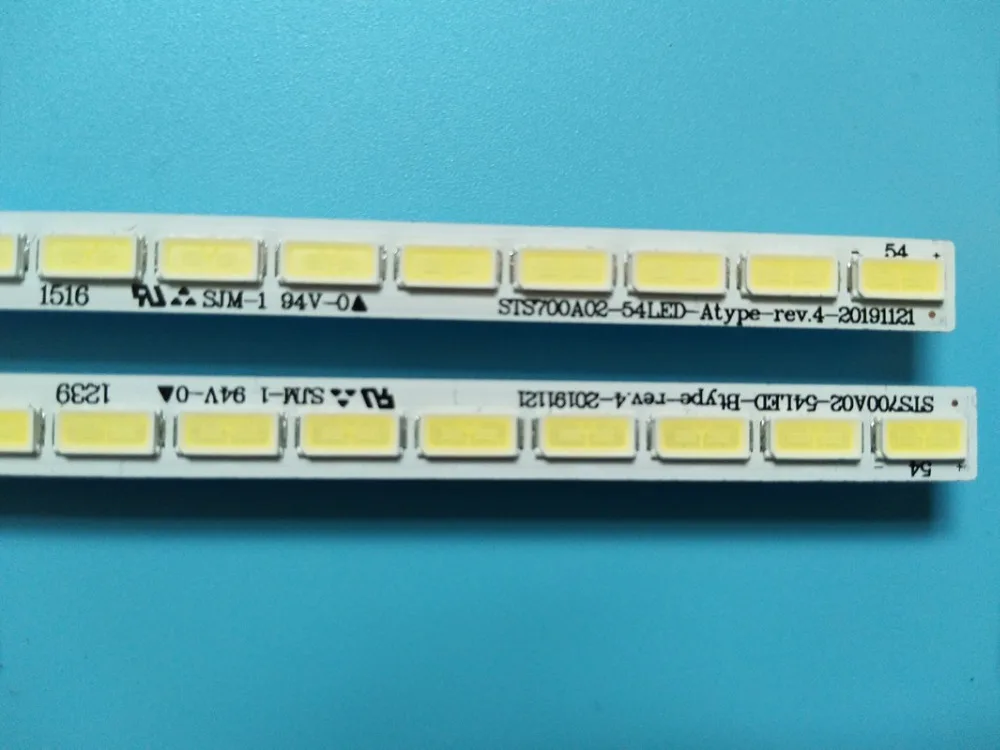 54
- +
1516 SJM-1 94V-0▲ STS700A02-54LED-Atype-rev.4-20191121
STS700A02-54LED-Btype-rev.4-20191121 SJM-1 94V-0▲ 1239
54
+ -